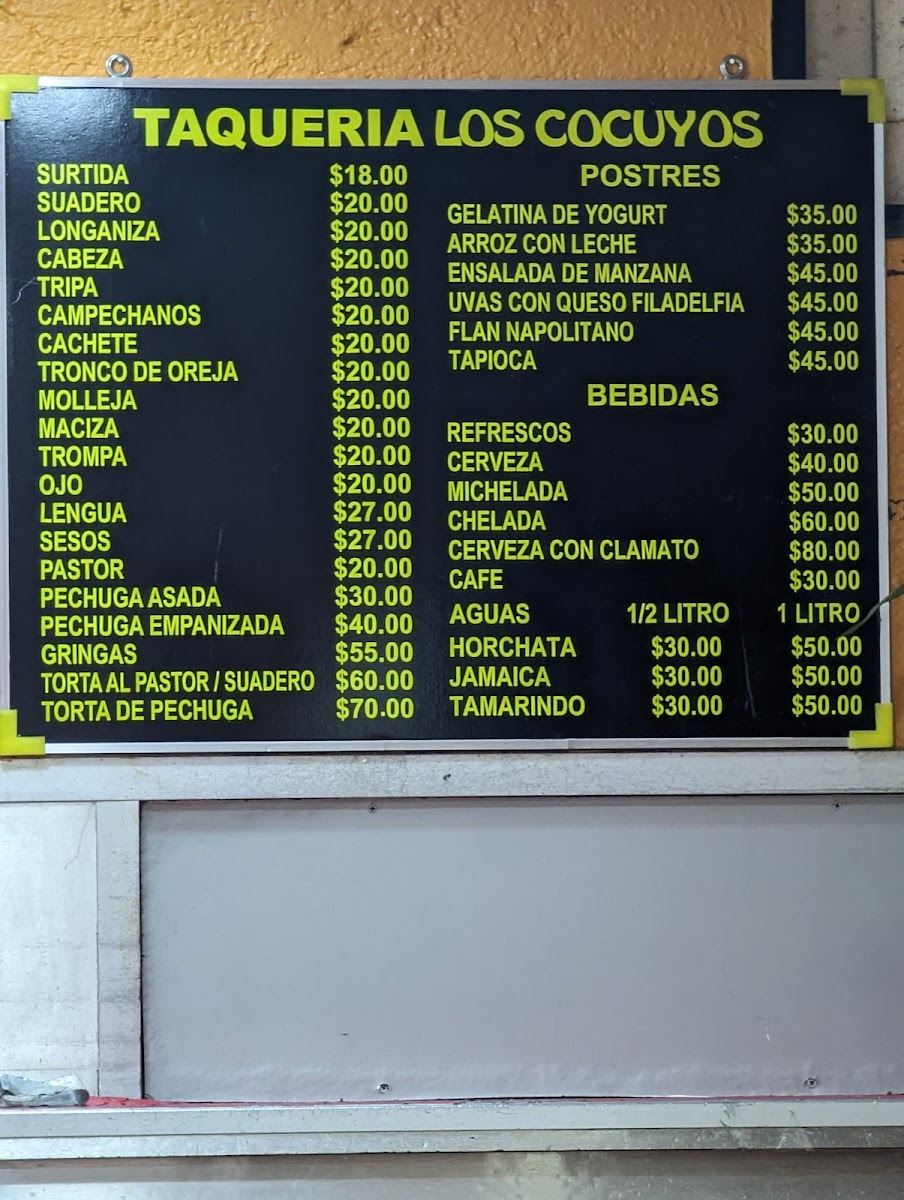 TAQUERIA LOS COCUYOS
SURTIDA $18.00
SUADERO $20.00
LONGANIZA $20.00
CABEZA $20.00
TRIPA $20.00
CAMPECHANOS $20.00
CACHETE $20.00
TRONCO DE OREJA $20.00
MOLLEJA $20.00
MACIZA $20.00
TROMPA $20.00
OJO $20.00
LENGUA $27.00
SESOS $27.00
PASTOR $20.00
PECHUGA ASADA $30.00
PECHUGA EMPANIZADA $40.00
GRINGAS $55.00
TORTA AL PASTOR / SUADERO $60.00
TORTA DE PECHUGA $70.00
POSTRES
GELATINA DE YOGURT $35.00
ARROZ CON LECHE $35.00
ENSALADA DE MANZANA $45.00
UVAS CON QUESO FILADELFIA $45.00
FLAN NAPOLITANO $45.00
TAPIOCA $45.00
BEBIDAS
REFRESCOS $30.00
CERVEZA $40.00
MICHELADA $50.00
CHELADA $60.00
CERVEZA CON CLAMATO $80.00
CAFE $30.00
AGUAS 1/2 LITRO 1 LITRO
HORCHATA $30.00 $50.00
JAMAICA $30.00 $50.00
TAMARINDO $30.00 $50.00